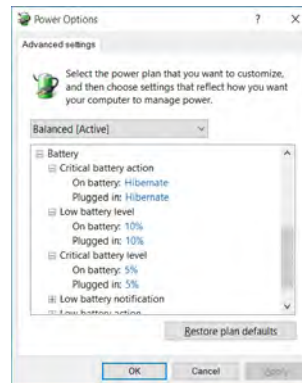 Power Options
Advanced settings
Select the power plan that you want to customize,
and then choose settings that reflect how you want
your computer to manage power.
Balanced [Active]
Battery
Critical battery action
On battery: Hibernate
Plugged in: Hibernate
Low battery level
On battery: 10%
Plugged in: 10%
Critical battery level
On battery: 5%
Plugged in: 5%
Low battery notification
Low battery action
Restore plan defaults
OK
Cancel
Apply